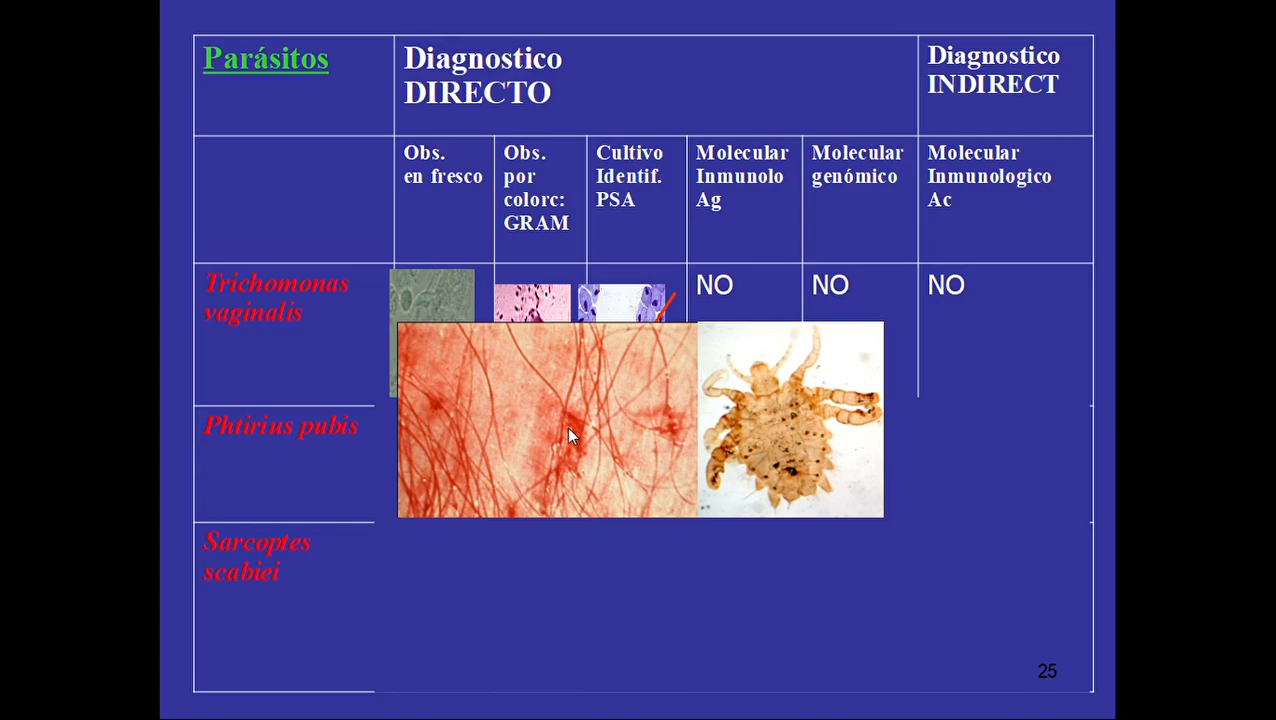 Parásitos
Diagnostico
DIRECTO
Diagnostico
INDIRECT
Obs.
en fresco
Obs.
por
colorc:
GRAM
Cultivo
Identif.
PSA
Molecular
Inmunolo
Ag
Molecular
genómico
Molecular
Inmunologico
Ac
Trichomonas
vaginalis
NO
NO
NO
Phtirius pubis
Sarcoptes
scabiei
25